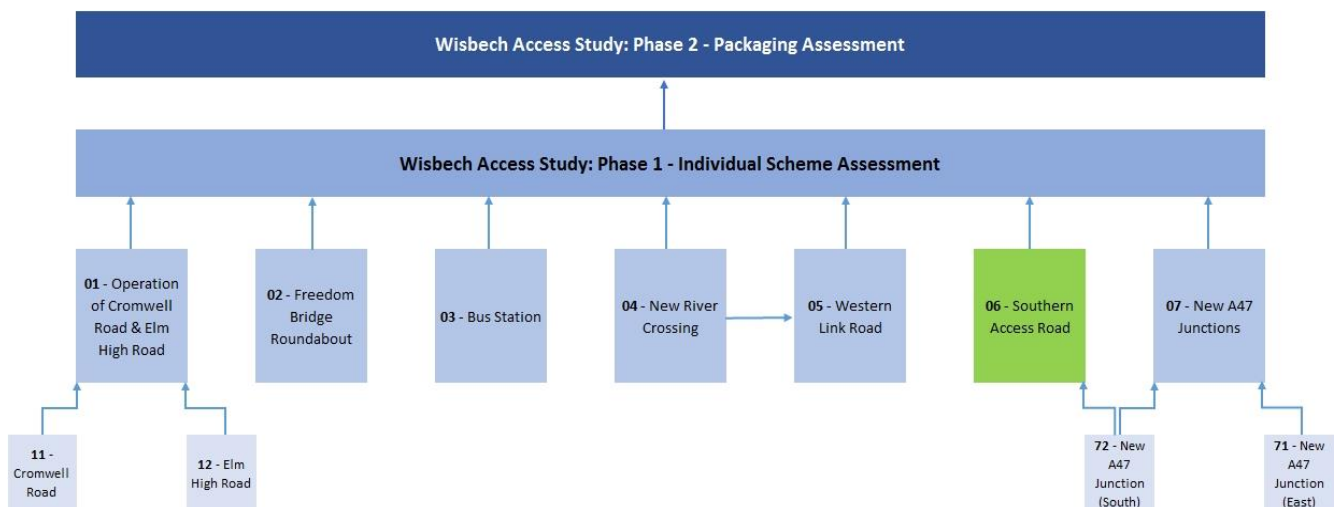 Wisbech Access Study: Phase 2 - Packaging Assessment
Wisbech Access Study: Phase 1 - Individual Scheme Assessment
01 - Operation
of Cromwell
Road & Elm
High Road
02 - Freedom
Bridge
Roundabout
03 - Bus Station
04 - New River
Crossing
05 - Western
Link Road
06 - Southern
Access Road
07 - New A47
Junctions
11 -
Cromwell
Road
12 - Elm
High Road
72 - New
A47
Junction
(South)
71 - New
A47
Junction
(East)